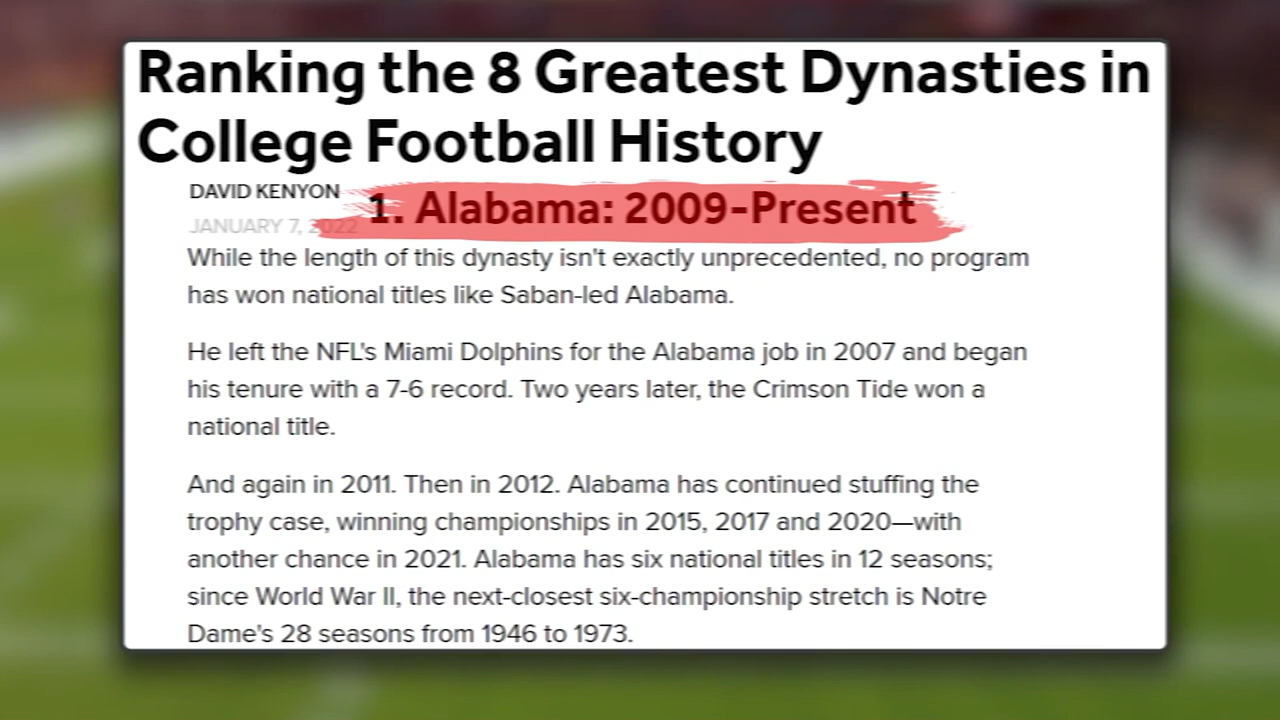 Ranking the 8 Greatest Dynasties in
College Football History
DAVID KENYON
JANUARY 7, 2022
1. Alabama: 2009-Present
While the length of this dynasty isn't exactly unprecedented, no program
has won national titles like Saban-led Alabama.
He left the NFL's Miami Dolphins for the Alabama job in 2007 and began
his tenure with a 7-6 record. Two years later, the Crimson Tide won a
national title.
And again in 2011. Then in 2012. Alabama has continued stuffing the
trophy case, winning championships in 2015, 2017 and 2020—with
another chance in 2021. Alabama has six national titles in 12 seasons;
since World War II, the next-closest six-championship stretch is Notre
Dame's 28 seasons from 1946 to 1973.